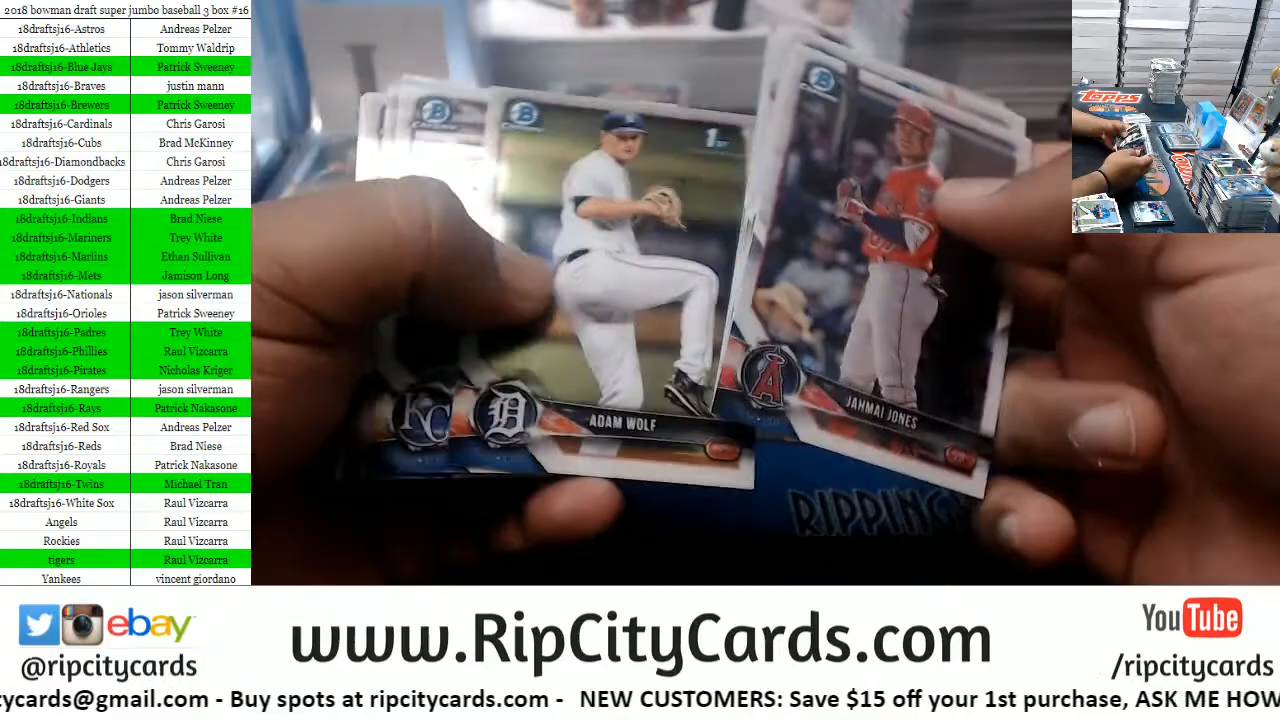 2018 bowman draft super jumbo baseball 3 box #16
18draftsj16-Astros Andreas Pelzer
18draftsj16-Athletics Tommy Waldrip
18draftsj16-Blue Jays Patrick Sweeney
18draftsj16-Braves justin mann
18draftsj16-Brewers Patrick Sweeney
18draftsj16-Cardinals Chris Garosi
18draftsj16-Cubs Brad McKinney
18draftsj16-Diamondbacks Chris Garosi
18draftsj16-Dodgers Andreas Pelzer
18draftsj16-Giants Andreas Pelzer
18draftsj16-Indians Brad Niese
18draftsj16-Mariners Trey White
18draftsj16-Marlins Ethan Sullivan
18draftsj16-Mets Jamison Long
18draftsj16-Nationals jason silverman
18draftsj16-Orioles Patrick Sweeney
18draftsj16-Padres Trey White
18draftsj16-Phillies Raul Vizcarra
18draftsj16-Pirates Nicholas Kriger
18draftsj16-Rangers jason silverman
18draftsj16-Rays Patrick Nakasone
18draftsj16-Red Sox Andreas Pelzer
18draftsj16-Reds Brad Niese
18draftsj16-Royals Patrick Nakasone
18draftsj16-Twins Michael Tran
18draftsj16-White Sox Raul Vizcarra
Angels Raul Vizcarra
Rockies Raul Vizcarra
tigers Raul Vizcarra
Yankees vincent giordano
1st
KC
D
ADAM WOLF
A
JAHMAI JONES
RIPPING
Topps
ebay
@ripcitycards
www.RipCityCards.com
YouTube
/ripcitycards
tycards@gmail.com - Buy spots at ripcitycards.com - NEW CUSTOMERS: Save $15 off your 1st purchase, ASK ME HOW